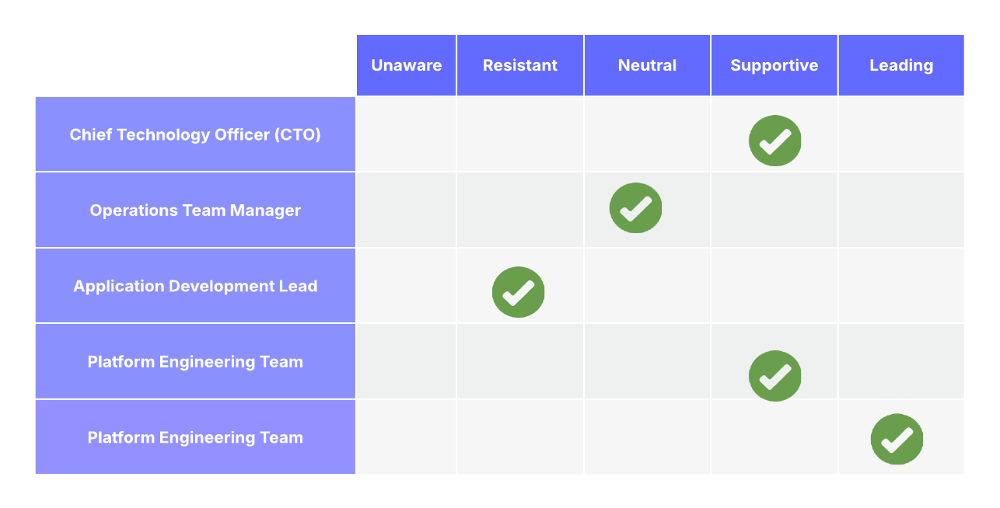 Unaware Resistant Neutral Supportive Leading
Chief Technology Officer (CTO)
Operations Team Manager
Application Development Lead
Platform Engineering Team
Platform Engineering Team